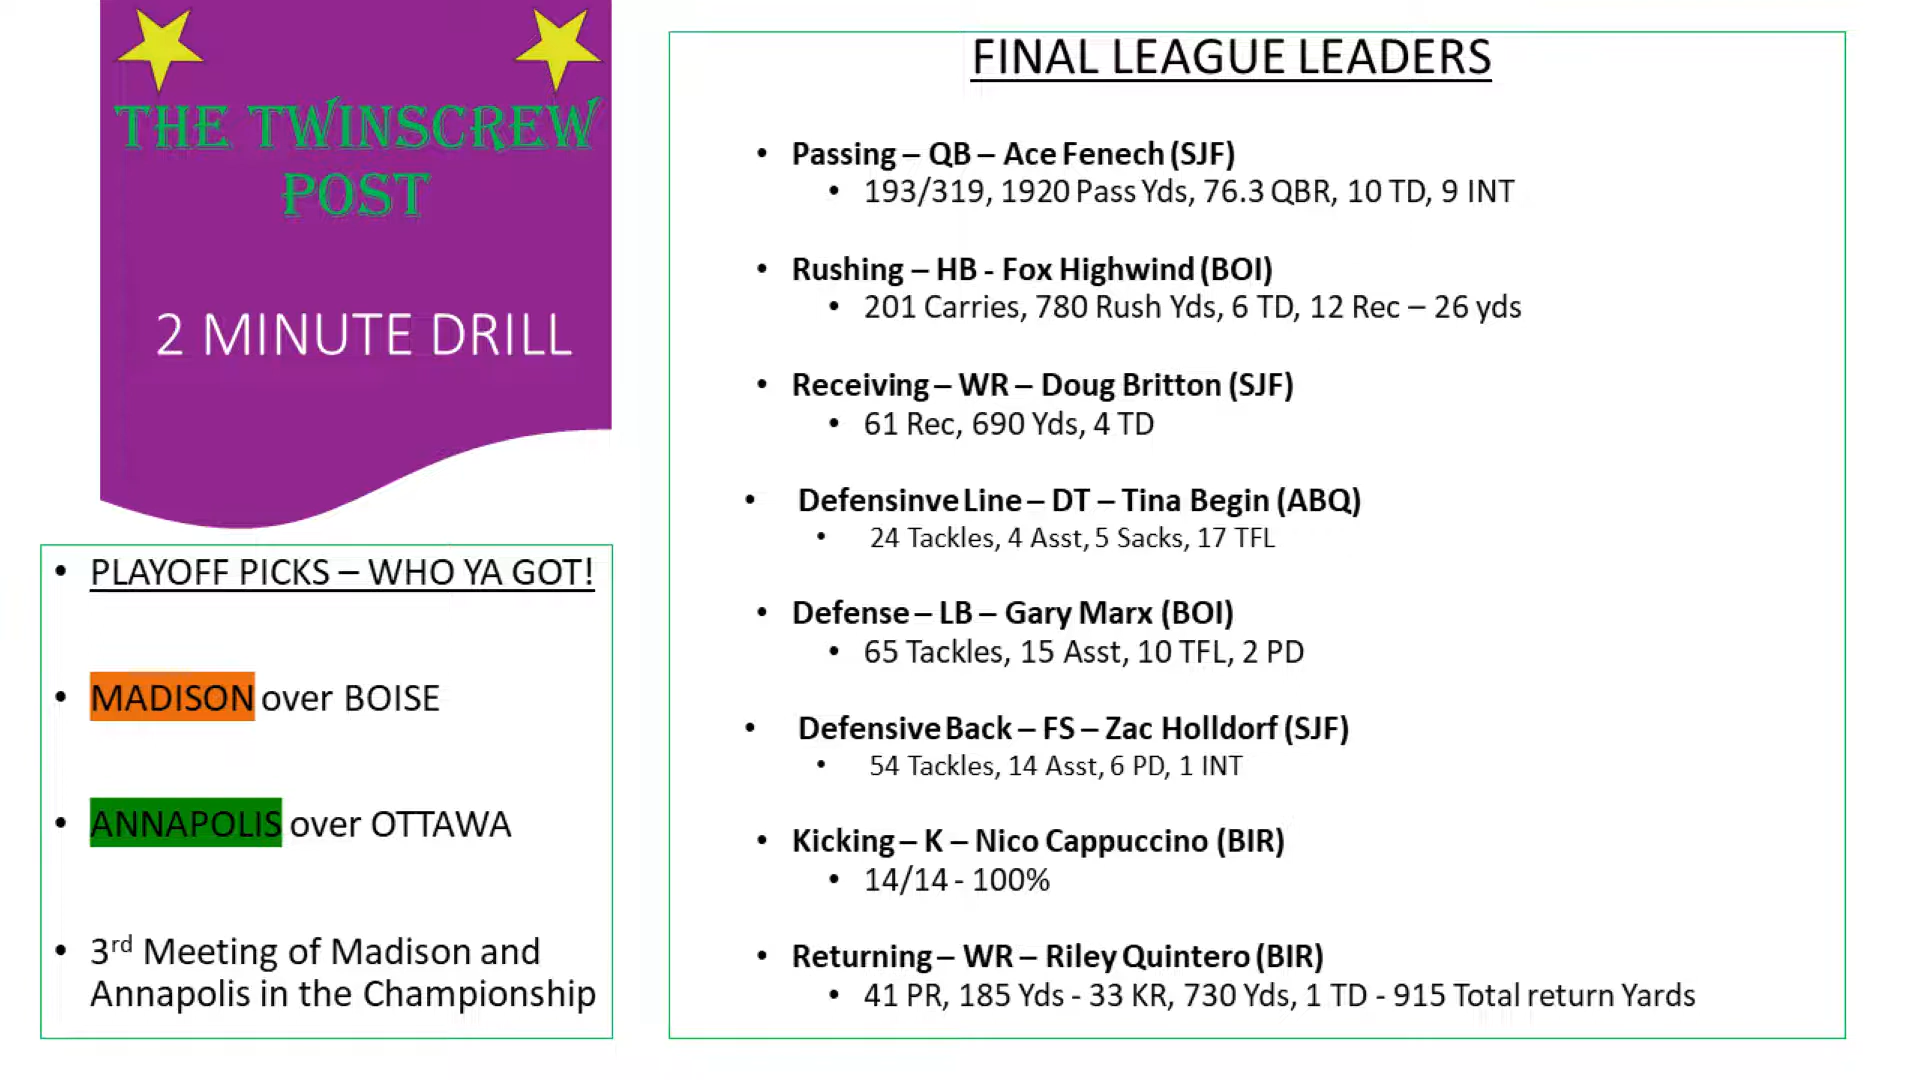 THE TWINSCREW
POST
2 MINUTE DRILL
• PLAYOFF PICKS – WHO YA GOT!
• MADISON over BOISE
• ANNAPOLIS over OTTAWA
• 3rd Meeting of Madison and
Annapolis in the Championship
FINAL LEAGUE LEADERS
• Passing – QB – Ace Fenech (SJF)
• 193/319, 1920 Pass Yds, 76.3 QBR, 10 TD, 9 INT
• Rushing – HB - Fox Highwind (BOI)
• 201 Carries, 780 Rush Yds, 6 TD, 12 Rec – 26 yds
• Receiving – WR – Doug Britton (SJF)
• 61 Rec, 690 Yds, 4 TD
• Defensinve Line – DT – Tina Begin (ABQ)
• 24 Tackles, 4 Asst, 5 Sacks, 17 TFL
• Defense – LB – Gary Marx (BOI)
• 65 Tackles, 15 Asst, 10 TFL, 2 PD
• Defensive Back – FS – Zac Holldorf (SJF)
• 54 Tackles, 14 Asst, 6 PD, 1 INT
• Kicking – K – Nico Cappuccino (BIR)
• 14/14 - 100%
• Returning – WR – Riley Quintero (BIR)
• 41 PR, 185 Yds - 33 KR, 730 Yds, 1 TD - 915 Total return Yards